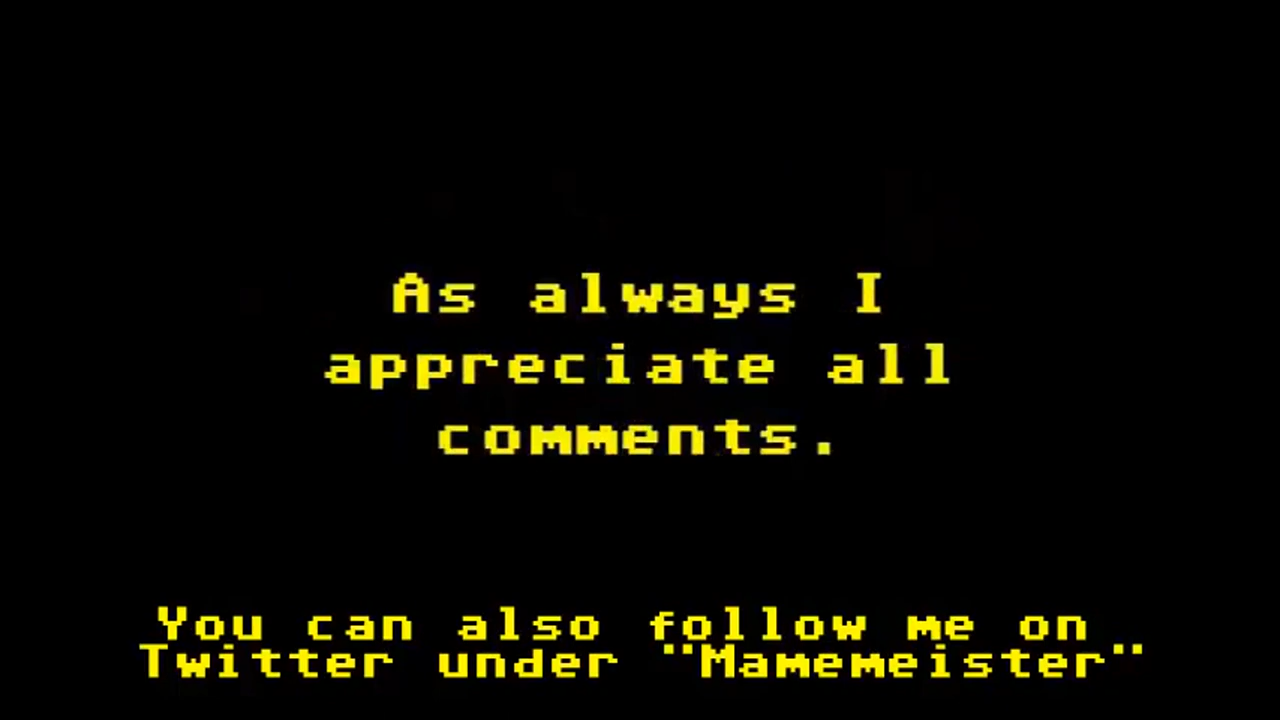 As always I
appreciate all
comments.
You can also follow me on
Twitter under "Mamemeister"